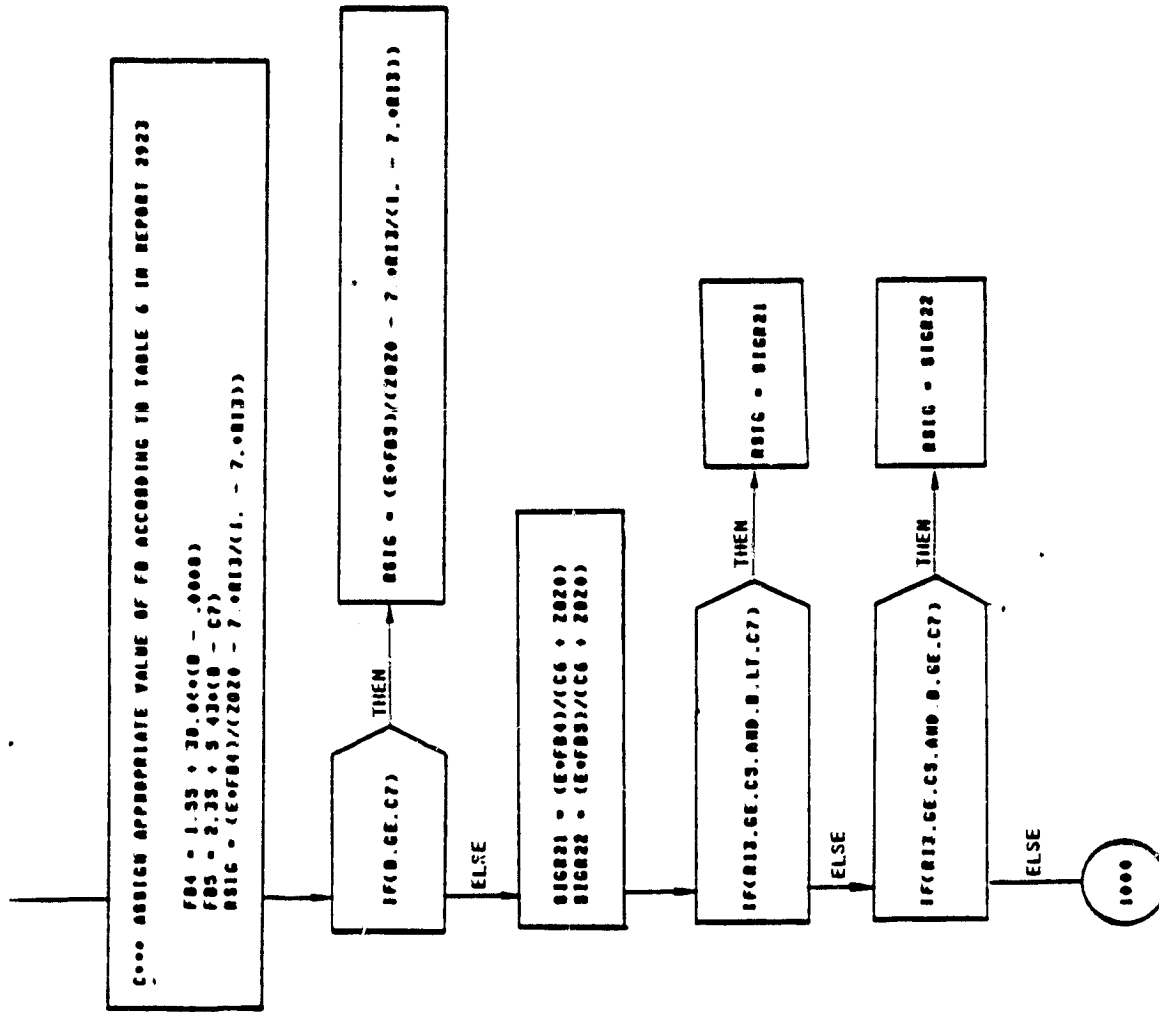 C*** ASSIGN APPROPRIATE VALUE OF FB ACCORDING TO TABLE 6 IN REPORT 2923
FB4 = 1.55 + 30.0*(B - .0008)
FB5 = 2.35 + 5 43*(B - C7)
RSIG = (E*FB4)/(2020 - 7.*R13/(1. - 7.*R13))
IF(B.GE.C7)
THEN
RSIG = (E*FB5)/(2020 - 7.*R13/(1. - 7.*R13))
ELSE
SIGR21 = (E*FB4)/(C6 + 2020)
SIGR22 = (E*FB5)/(C6 + 2020)
IF(R13.GE.C5.AND.B.LT.C7)
THEN
RSIG = SIGR21
ELSE
IF(R13.GE.C5.AND.B.GE.C7)
THEN
RSIG = SIGR22
ELSE
1000